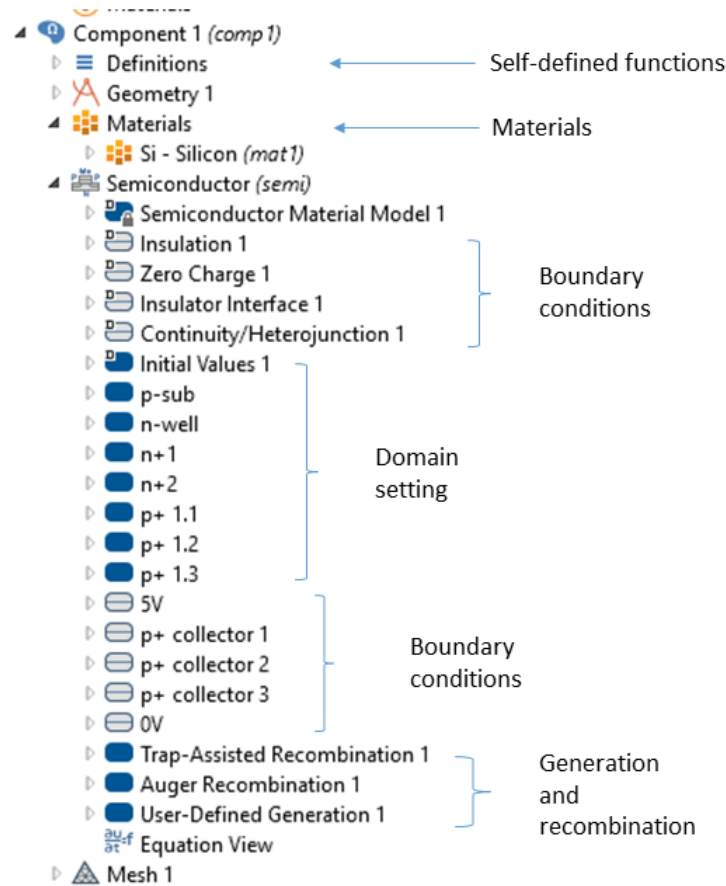 Materials
Component 1 (comp1)
Definitions
Self-defined functions
Geometry 1
Materials
Materials
Si - Silicon (mat1)
Semiconductor (semi)
Semiconductor Material Model 1
Insulation 1
Zero Charge 1
Insulator Interface 1
Continuity/Heterojunction 1
Boundary
conditions
Initial Values 1
p-sub
n-well
n+1
n+2
p+ 1.1
p+ 1.2
p+ 1.3
Domain
setting
5V
p+ collector 1
p+ collector 2
p+ collector 3
0V
Boundary
conditions
Trap-Assisted Recombination 1
Auger Recombination 1
User-Defined Generation 1
Generation
and
recombination
Equation View
Mesh 1